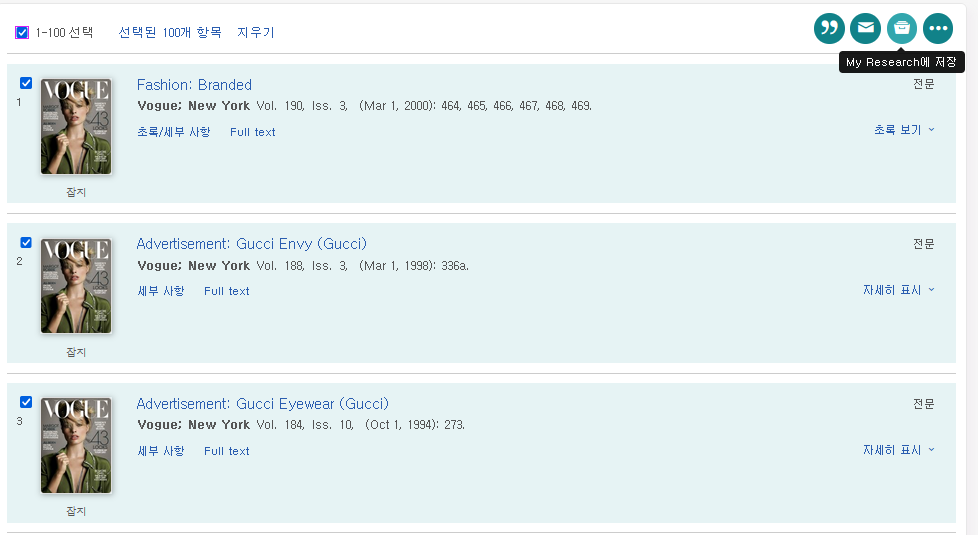 1-100 선택 선택된 100개 항목 지우기
My Research에 저장
1
VOGUE
43
Fashion: Branded
전문
Vogue; New York Vol. 190, Iss. 3, (Mar 1, 2000): 464, 465, 466, 467, 468, 469.
초록/세부 사항 Full text
초록 보기
잡지
2
VOGUE
43
Advertisement: Gucci Envy (Gucci)
전문
Vogue; New York Vol. 188, Iss. 3, (Mar 1, 1998): 336a.
세부 사항 Full text
자세히 표시
잡지
3
VOGUE
43
Advertisement: Gucci Eyewear (Gucci)
전문
Vogue; New York Vol. 184, Iss. 10, (Oct 1, 1994): 273.
세부 사항 Full text
자세히 표시
잡지